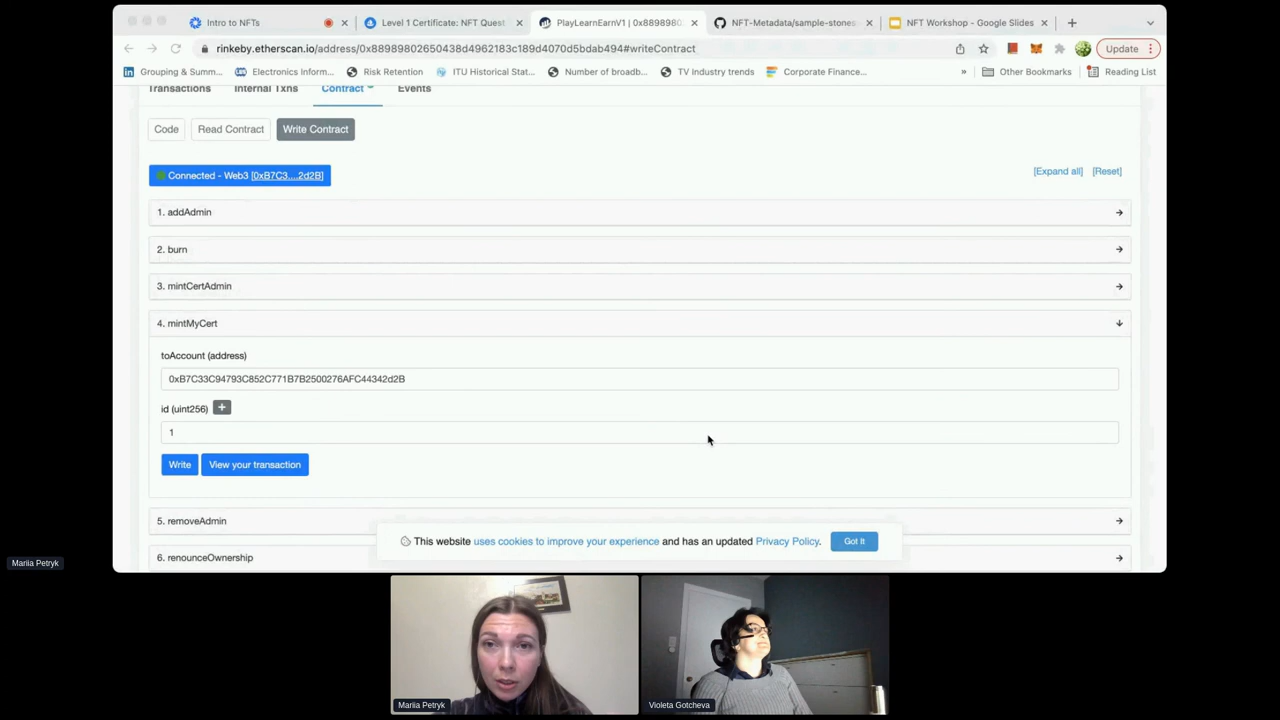 Intro to NFTs
Level 1 Certificate: NFT Quest
PlayLearnEarnV1 | 0x8898980
NFT-Metadata/sample-stones
NFT Workshop - Google Slides
rinkeby.etherscan.io/address/0x88989802650438d4962183c189d4070d5bdab494#writeContract
Update
Grouping & Summ...
Electronics Inform...
Risk Retention
ITU Historical Stat...
Number of broadb...
TV Industry trends
Corporate Finance...
»
Other Bookmarks
Reading List
Transactions
Internal Txns
Contract
Events
Code
Read Contract
Write Contract
Connected - Web3 [0xB7C3....2d2B]
[Expand all]
[Reset]
1. addAdmin
2. burn
3. mintCertAdmin
4. mintMyCert
toAccount (address)
0xB7C33C94793C852C771B7B2500276AFC44342d2B
id (uint256)
+
1
Write
View your transaction
5. removeAdmin
This website uses cookies to improve your experience and has an updated Privacy Policy.
Got It
6. renounceOwnership
Mariia Petryk
Mariia Petryk
Violeta Gotcheva